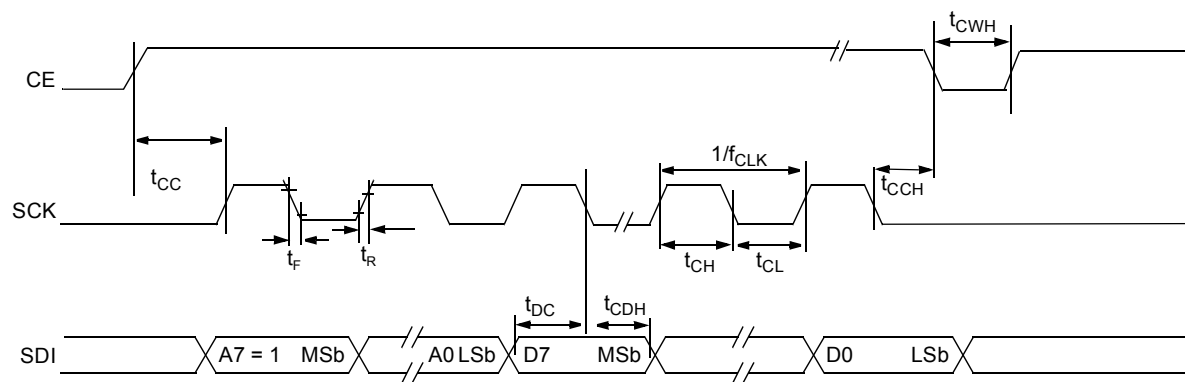 tCWH
CE
1/fCLK
tCC
tCCH
SCK
tF
tR
tCH
tCL
tDC
tCDH
SDI
A7 = 1 MSb
A0 LSb
D7 MSb
D0 LSb